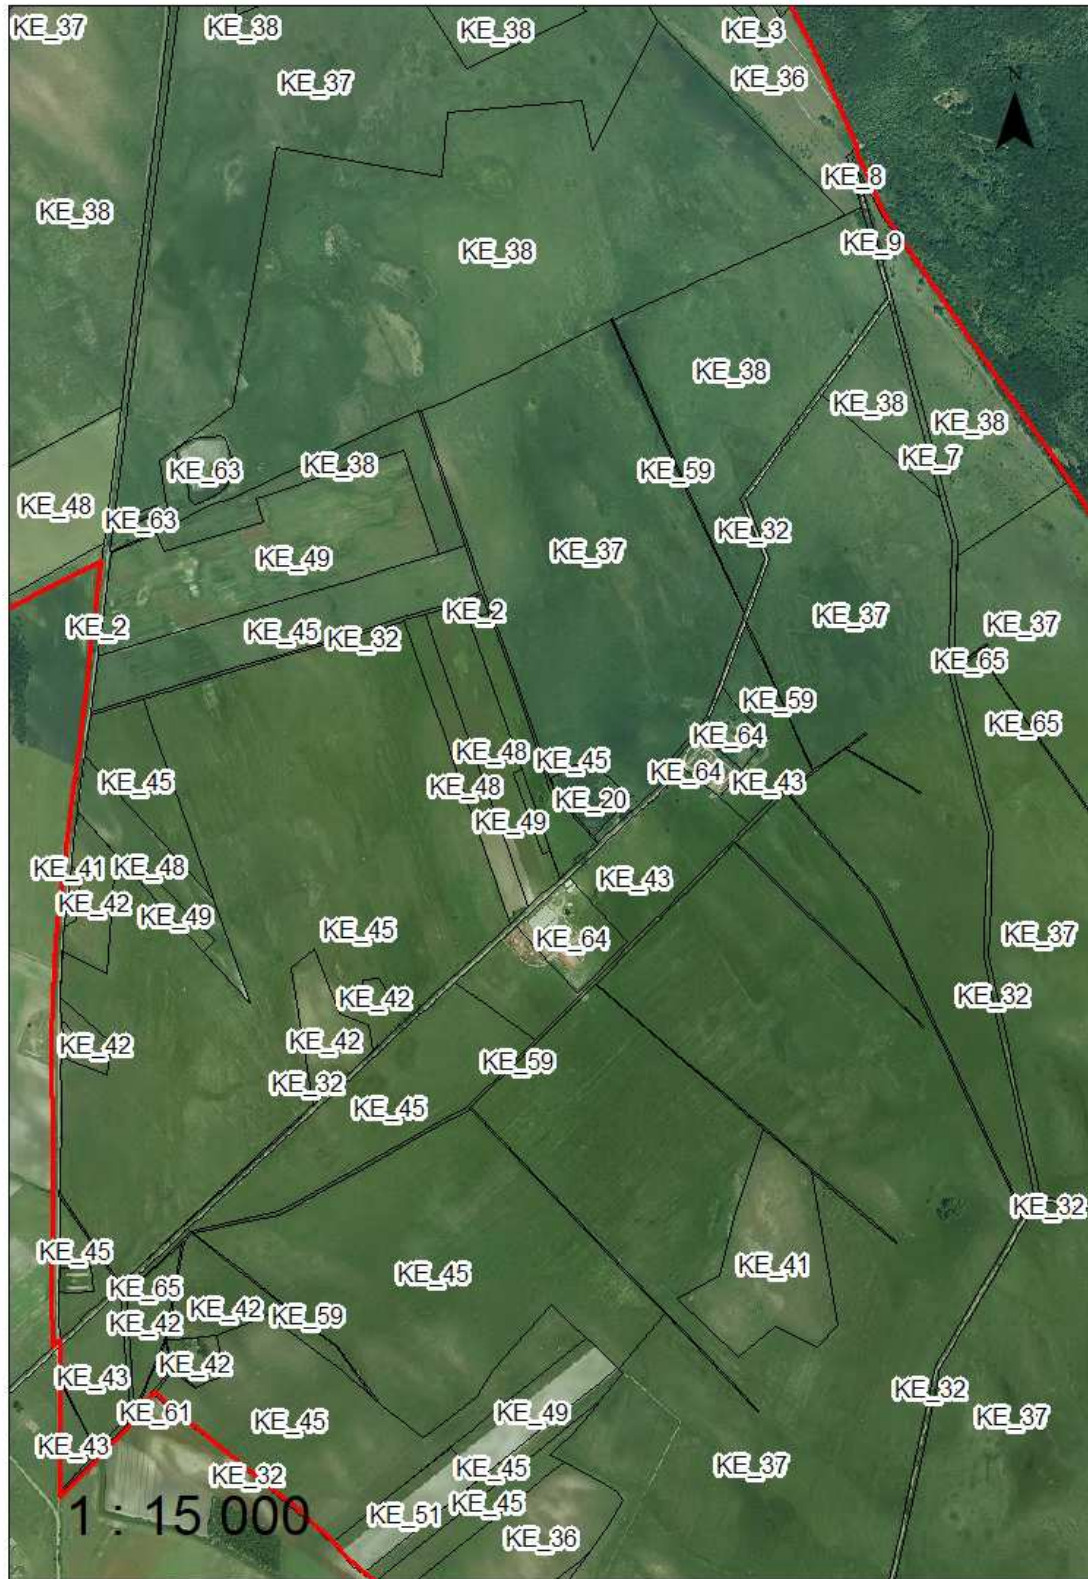 KE_37 KE_38 KE_38 KE_3
KE_37 KE_36
N
KE_8
KE_38
KE_9
KE_38
KE_38
KE_38
KE_38
KE_7
KE_63 KE_38 KE_59
KE_48 KE_63
KE_32
KE_49 KE_37
KE_2 KE_45 KE_32 KE_2 KE_37 KE_37
KE_65
KE_59
KE_65
KE_64
KE_48 KE_45
KE_64 KE_43
KE_45 KE_48
KE_20
KE_49
KE_41 KE_48 KE_43
KE_42
KE_49
KE_45 KE_64 KE_37
KE_42 KE_32
KE_42 KE_42
KE_59
KE_32
KE_45
KE_32
KE_45 KE_45 KE_41
KE_65
KE_42 KE_42 KE_59
KE_42
KE_43 KE_32
KE_61 KE_45 KE_49 KE_37
KE_43
KE_32 KE_45 KE_37
KE_45
KE_51
KE_36
1 : 15 000